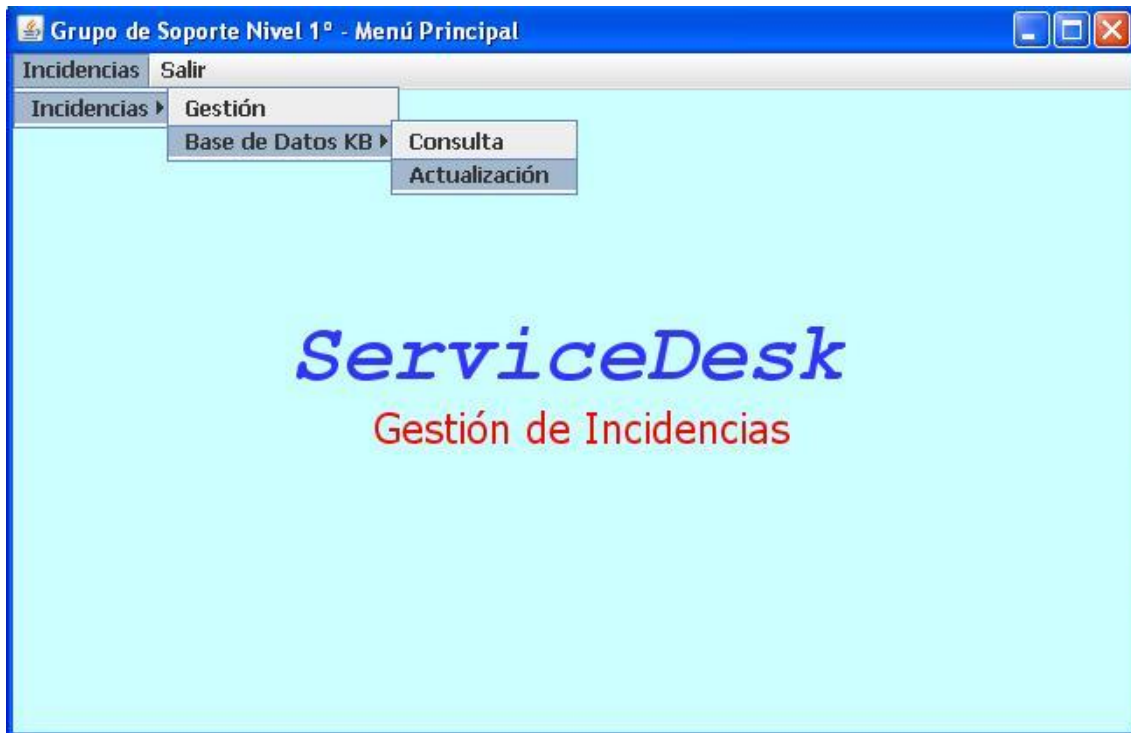 Grupo de Soporte Nivel 1º - Menú Principal
Incidencias Salir
Incidencias Gestión
Base de Datos KB Consulta
Actualización
ServiceDesk
Gestión de Incidencias